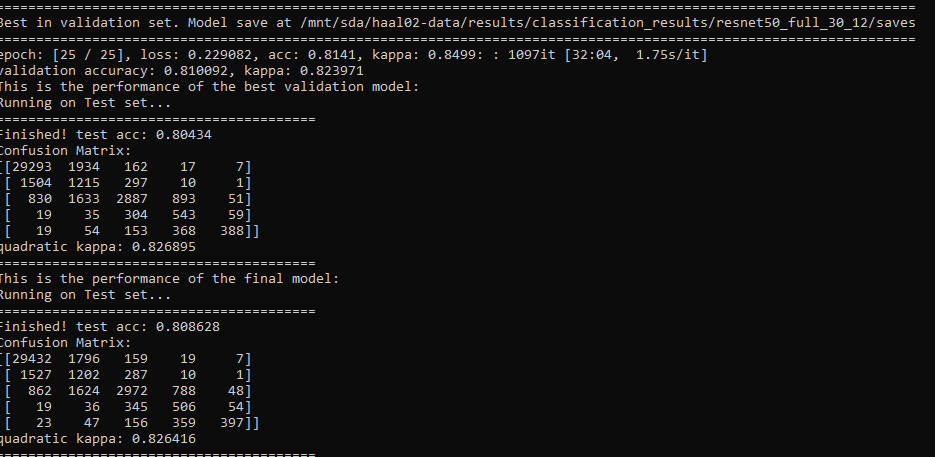 ===================================================================================================================
Best in validation set. Model save at /mnt/sda/haal02-data/results/classification_results/resnet50_full_30_12/saves
===================================================================================================================
epoch: [25 / 25], loss: 0.229082, acc: 0.8141, kappa: 0.8499: : 1097it [32:04,  1.75s/it]
validation accuracy: 0.810092, kappa: 0.823971
This is the performance of the best validation model:
Running on Test set...
========================================
Finished! test acc: 0.80434
Confusion Matrix:
[[29293  1934   162    17     7]
 [ 1504  1215   297    10     1]
 [  830  1633  2887   893    51]
 [   19    35   304   543    59]
 [   19    54   153   368   388]]
quadratic kappa: 0.826895
========================================
This is the performance of the final model:
Running on Test set...
========================================
Finished! test acc: 0.808628
Confusion Matrix:
[[29432  1796   159    19     7]
 [ 1527  1202   287    10     1]
 [  862  1624  2972   788    48]
 [   19    36   345   506    54]
 [   23    47   156   359   397]]
quadratic kappa: 0.826416
========================================